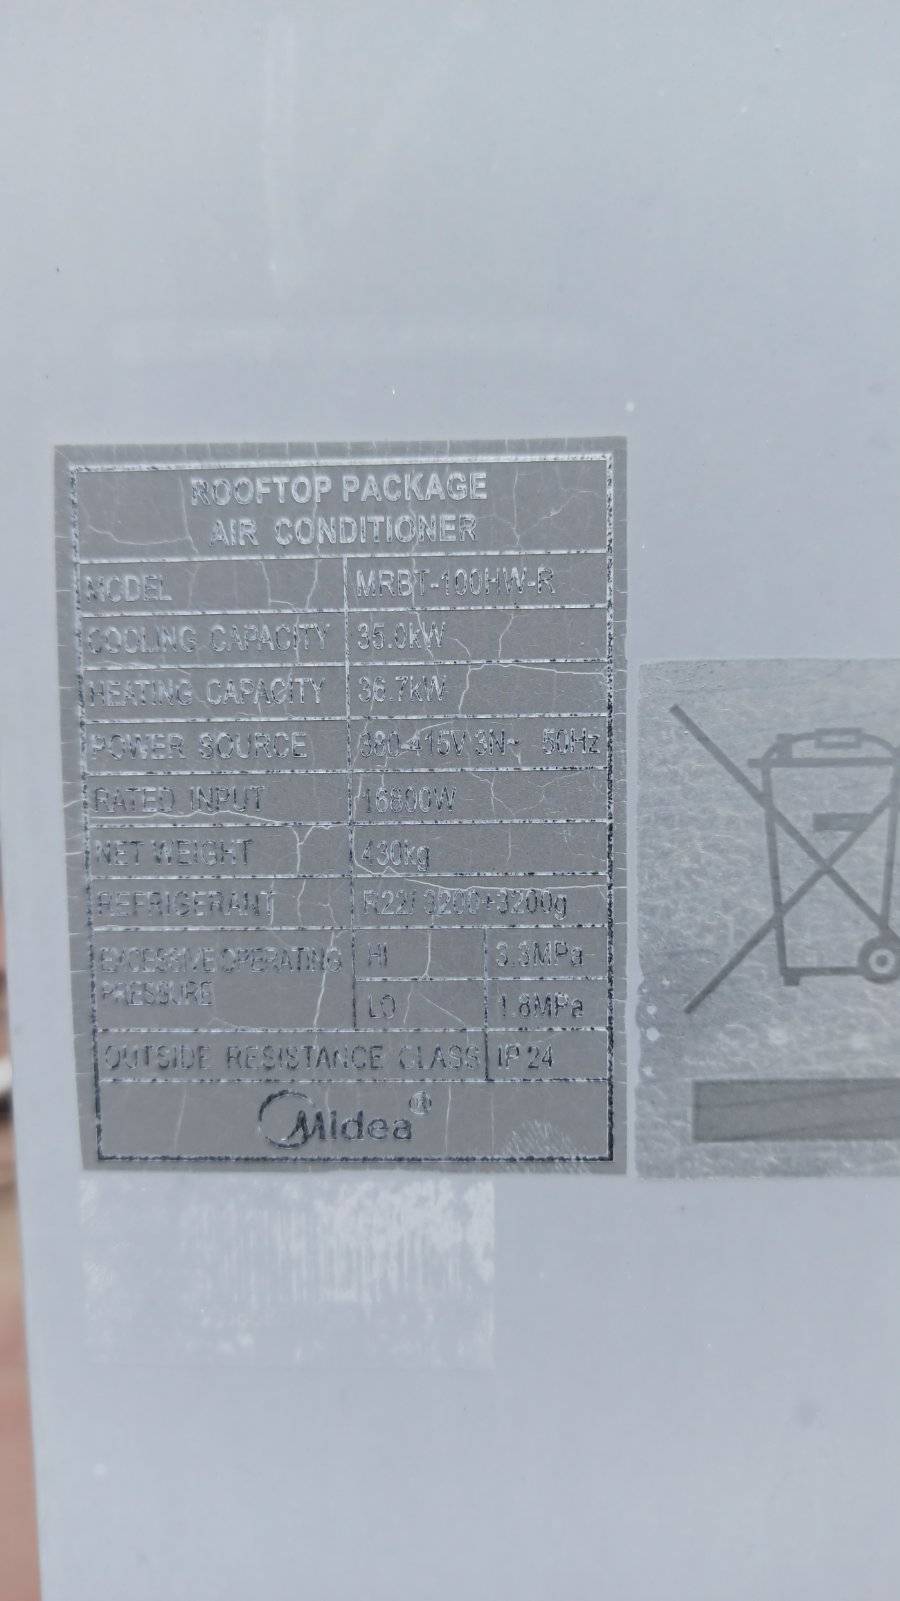 ROOFTOP PACKAGE
AIR CONDITIONER
MODEL MRBT-100HW-R
COOLING CAPACITY 35.0kW
HEATING CAPACITY 36.7kW
POWER SOURCE 380-415V 3N~ 50Hz
RATED INPUT 16800W
NET WEIGHT 430kg
REFRIGERANT R22/ 3200+3200g
EXCESSIVE OPERATING PRESSURE HI 3.3MPa
LO 1.8MPa
OUTSIDE RESISTANCE CLASS IP 24
Midea®